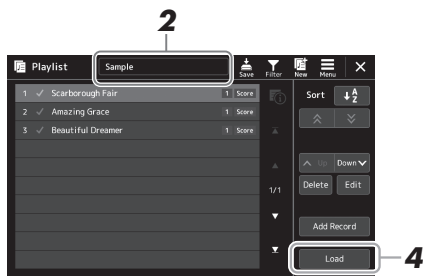 2
Playlist Sample Save Filter New Menu
1 Scarborough Fair 1 Score Sort A Z
2 Amazing Grace 1 Score
3 Beautiful Dreamer 1 Score
Up Down
1/1 Delete Edit
Add Record
Load 4